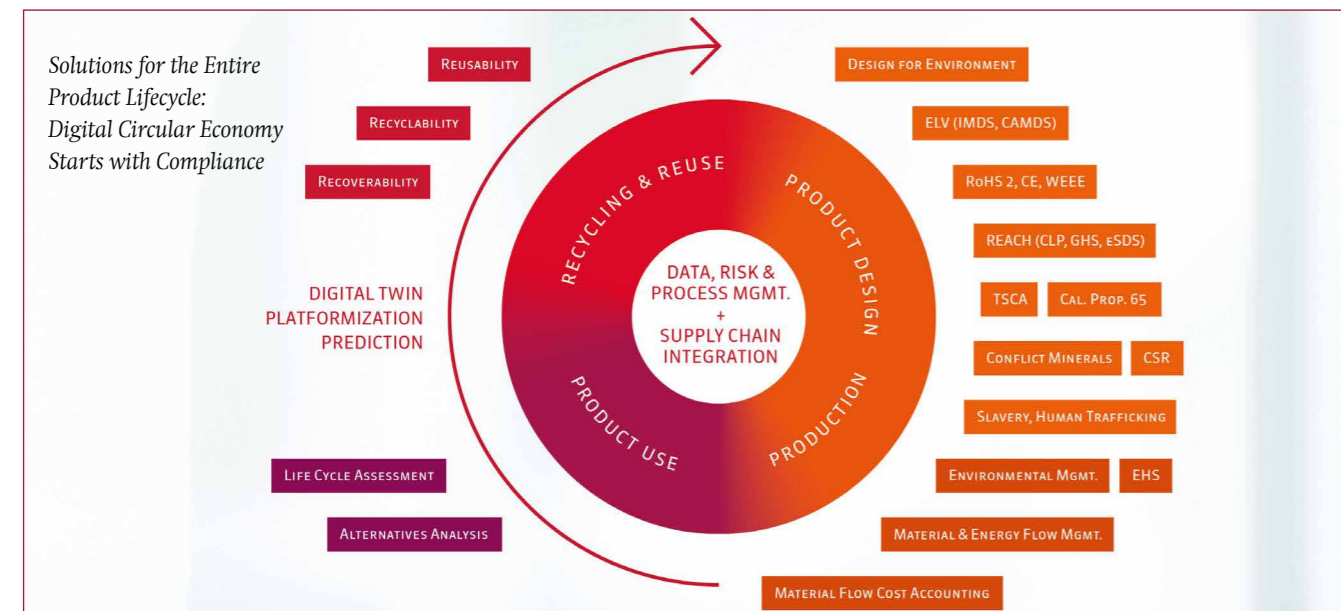 Solutions for the Entire
Product Lifecycle:
Digital Circular Economy
Starts with Compliance
REUSABILITY
RECYCLABILITY
RECOVERABILITY
DIGITAL TWIN
PLATFORMIZATION
PREDICTION
LIFE CYCLE ASSESSMENT
ALTERNATIVES ANALYSIS
RECYCLING & REUSE
PRODUCT DESIGN
PRODUCTION
PRODUCT USE
DATA, RISK &
PROCESS MGMT.
+
SUPPLY CHAIN
INTEGRATION
DESIGN FOR ENVIRONMENT
ELV (IMDS, CAMDS)
RoHS 2, CE, WEEE
REACH (CLP, GHS, eSDS)
TSCA
CAL. PROP. 65
CONFLICT MINERALS
CSR
SLAVERY, HUMAN TRAFFICKING
ENVIRONMENTAL MGMT.
EHS
MATERIAL & ENERGY FLOW MGMT.
MATERIAL FLOW COST ACCOUNTING